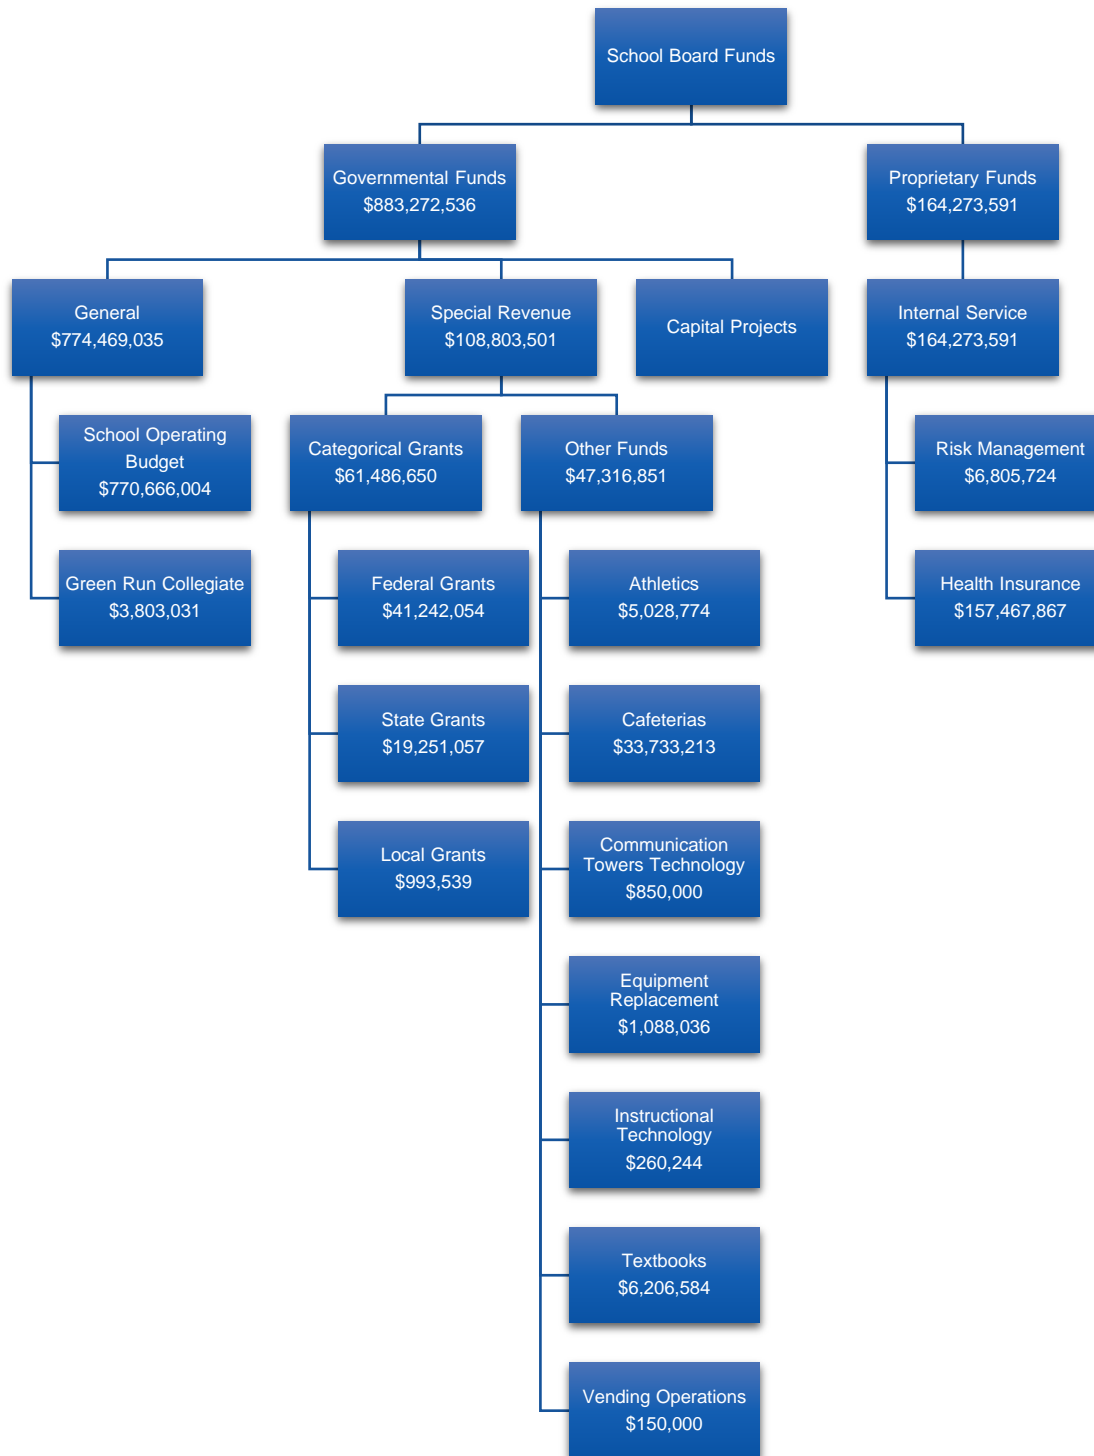 School Board Funds
Governmental Funds
$883,272,536
Proprietary Funds
$164,273,591
General
$774,469,035
Special Revenue
$108,803,501
Capital Projects
Internal Service
$164,273,591
School Operating
Budget
$770,666,004
Categorical Grants
$61,486,650
Other Funds
$47,316,851
Risk Management
$6,805,724
Green Run Collegiate
$3,803,031
Federal Grants
$41,242,054
Athletics
$5,028,774
Health Insurance
$157,467,867
State Grants
$19,251,057
Cafeterias
$33,733,213
Local Grants
$993,539
Communication
Towers Technology
$850,000
Equipment
Replacement
$1,088,036
Instructional
Technology
$260,244
Textbooks
$6,206,584
Vending Operations
$150,000